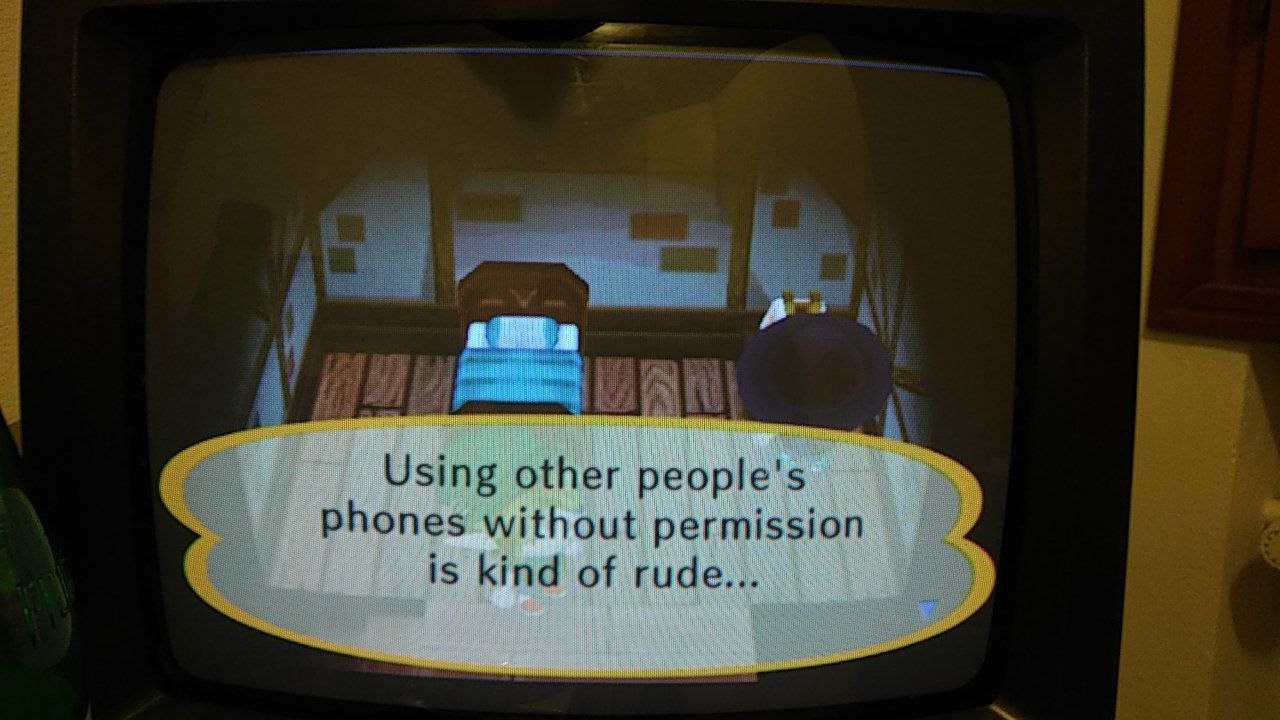 Using other people's
phones without permission
is kind of rude...